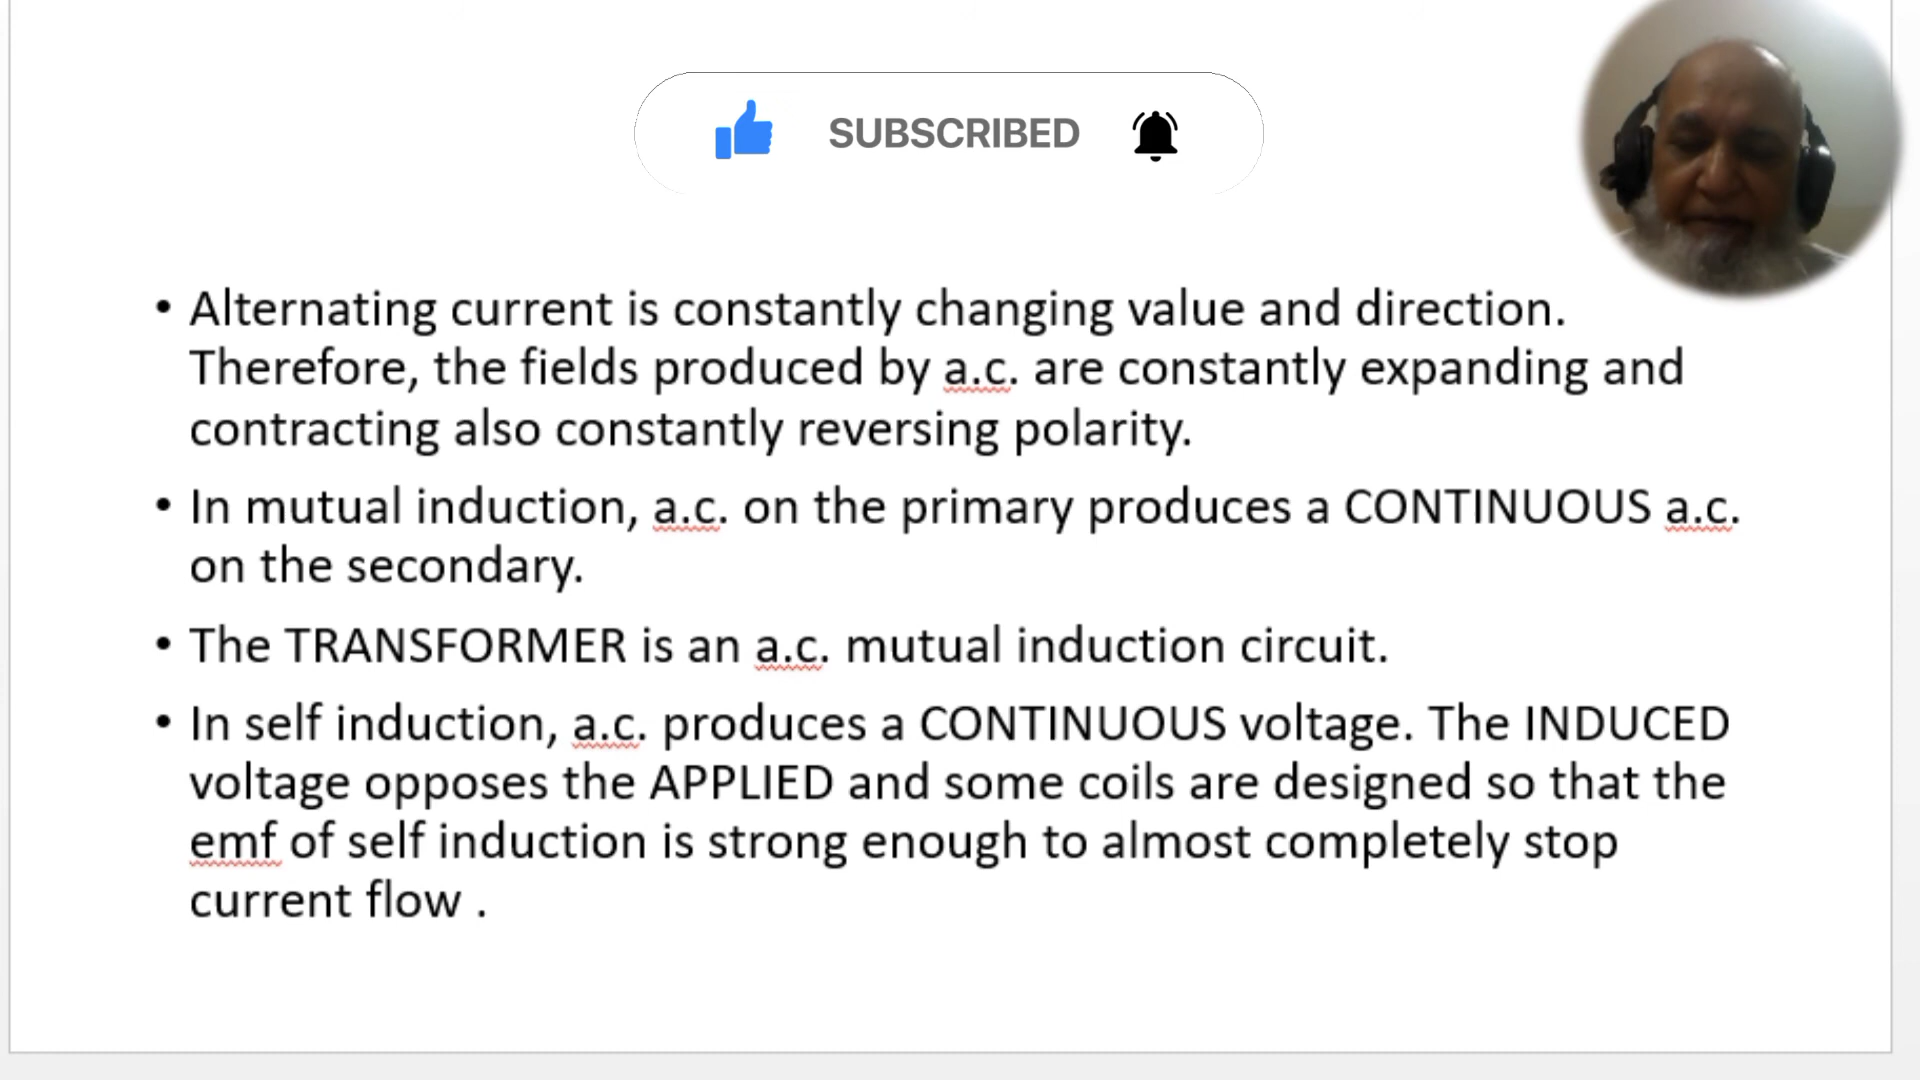 SUBSCRIBED
• Alternating current is constantly changing value and direction.
Therefore, the fields produced by a.c. are constantly expanding and
contracting also constantly reversing polarity.
• In mutual induction, a.c. on the primary produces a CONTINUOUS a.c.
on the secondary.
• The TRANSFORMER is an a.c. mutual induction circuit.
• In self induction, a.c. produces a CONTINUOUS voltage. The INDUCED
voltage opposes the APPLIED and some coils are designed so that the
emf of self induction is strong enough to almost completely stop
current flow .